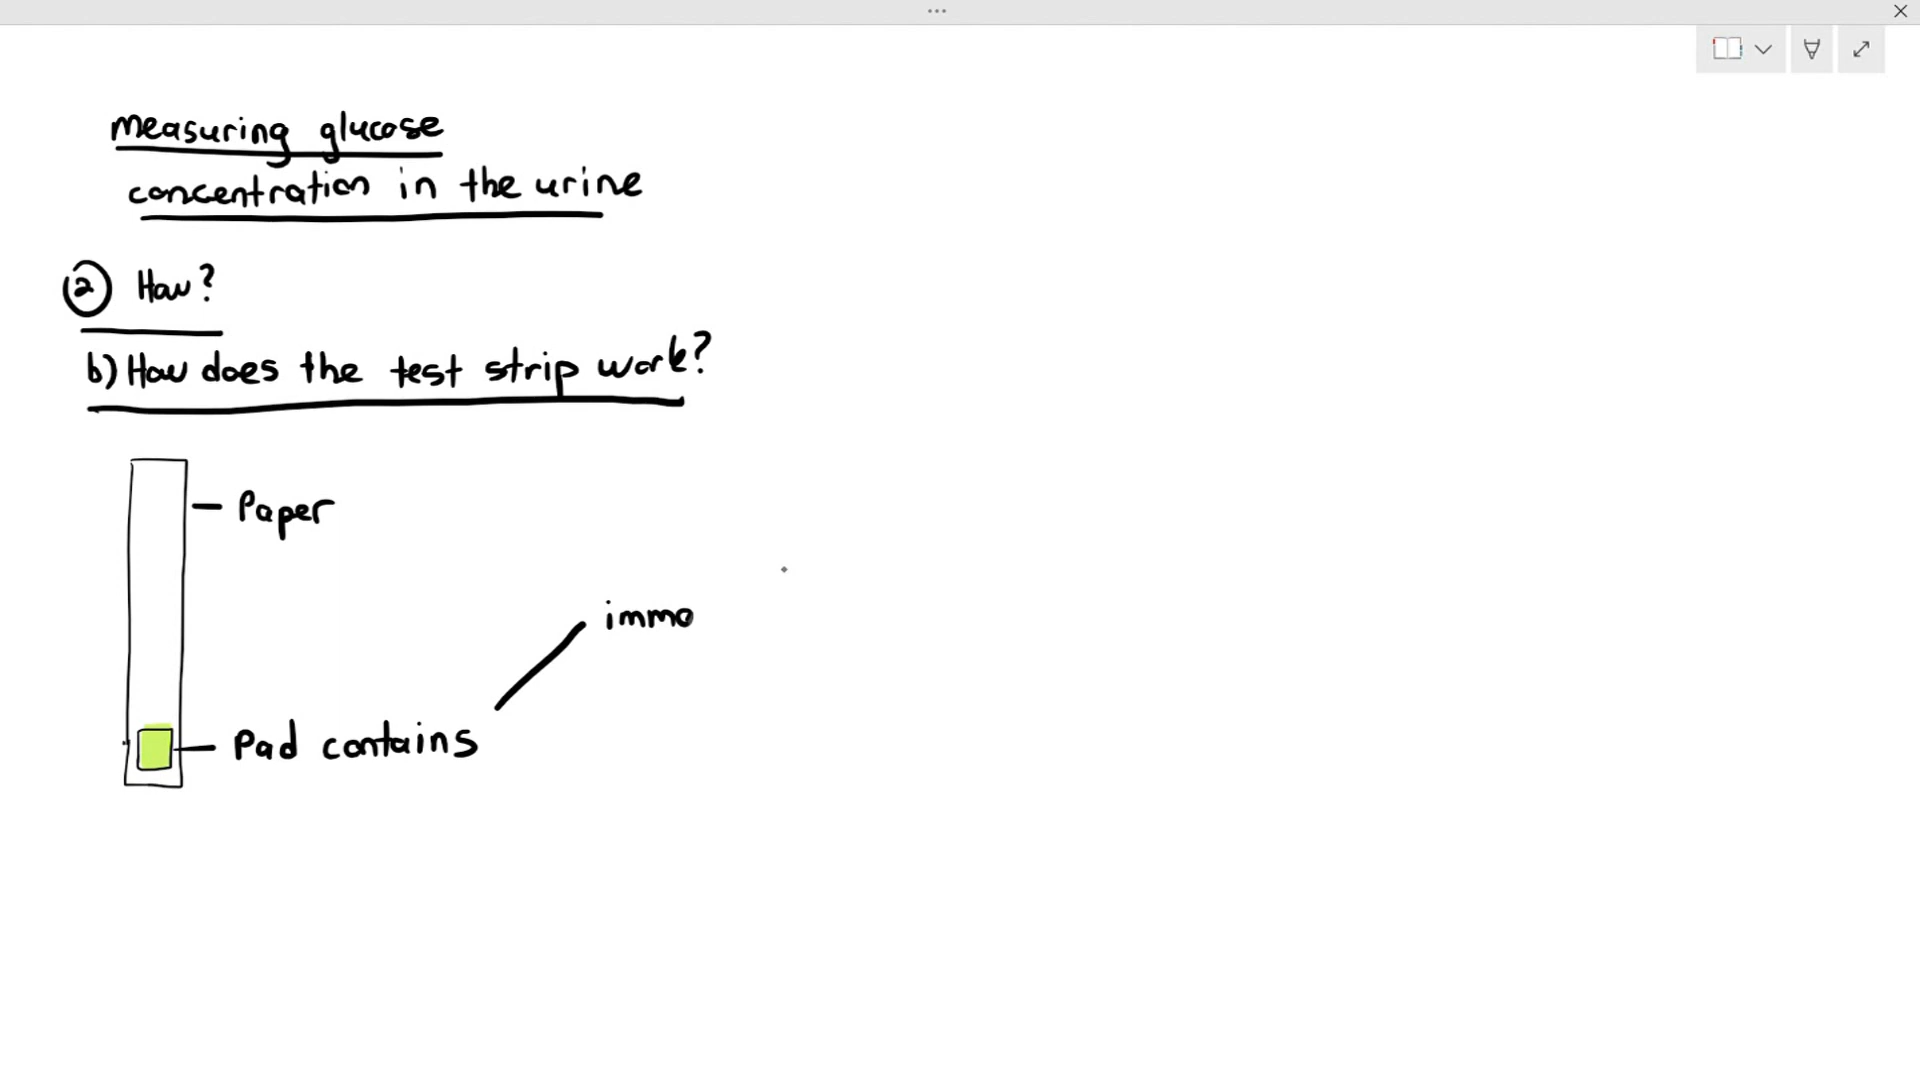 measuring glucose
concentration in the urine
2 How?
b) How does the test strip work?
Paper
immo
Pad contains